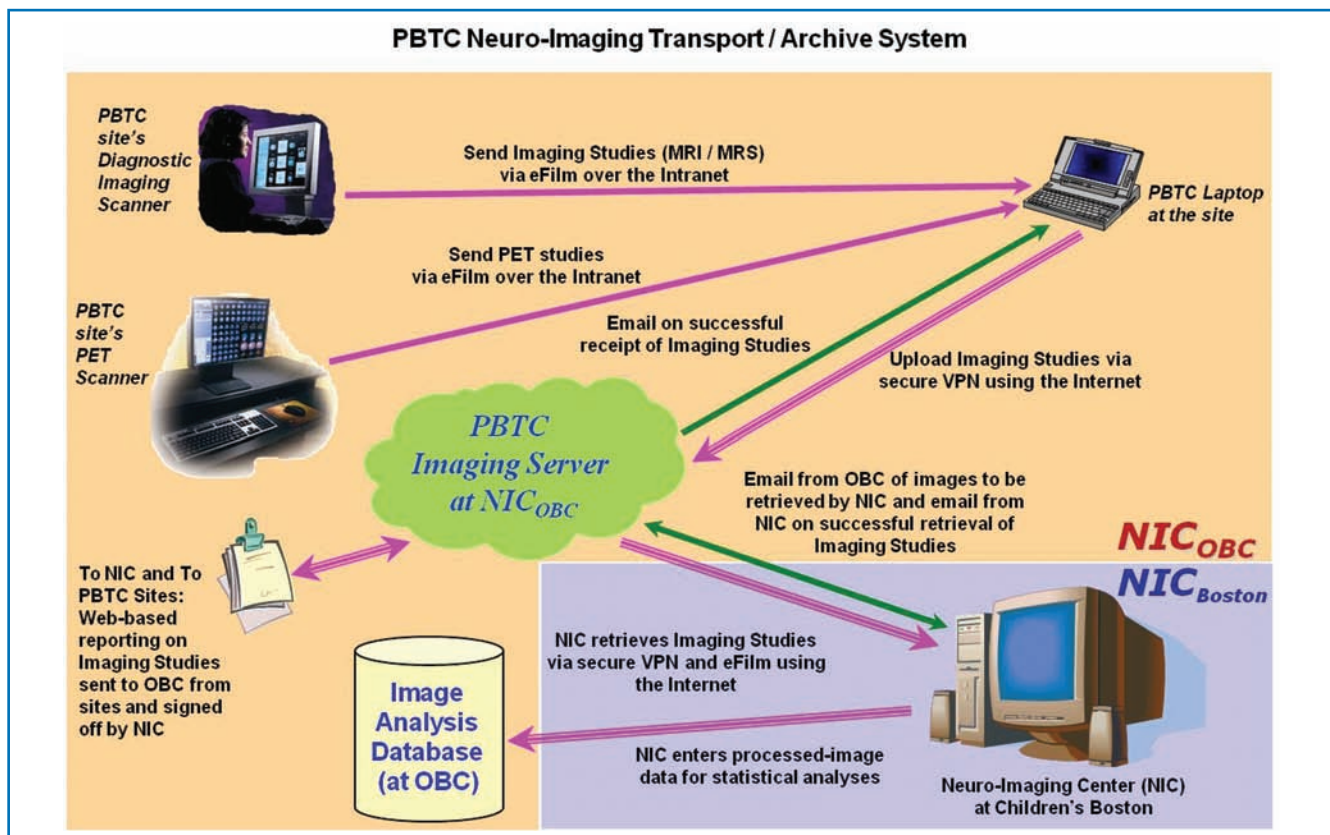 PBTC Neuro-Imaging Transport / Archive System
PBTC
site's
Diagnostic
Imaging
Scanner
Send Imaging Studies (MRI / MRS)
via eFilm over the Intranet
PBTC Laptop
at the site
Send PET studies
via eFilm over the Intranet
PBTC
site's
PET
Scanner
Email on successful
receipt of Imaging Studies
Upload Imaging Studies via
secure VPN using the Internet
PBTC
Imaging Server
at NICOBC
Email from OBC of images to be
retrieved by NIC and email from
NIC on successful retrieval of
Imaging Studies
NICOBC
NICBoston
To NIC and To
PBTC Sites:
Web-based
reporting on
Imaging Studies
sent to OBC from
sites and signed
off by NIC
NIC retrieves Imaging Studies
via secure VPN and eFilm using
the Internet
Image
Analysis
Database
(at OBC)
NIC enters processed-image
data for statistical analyses
Neuro-Imaging Center (NIC)
at Children's Boston